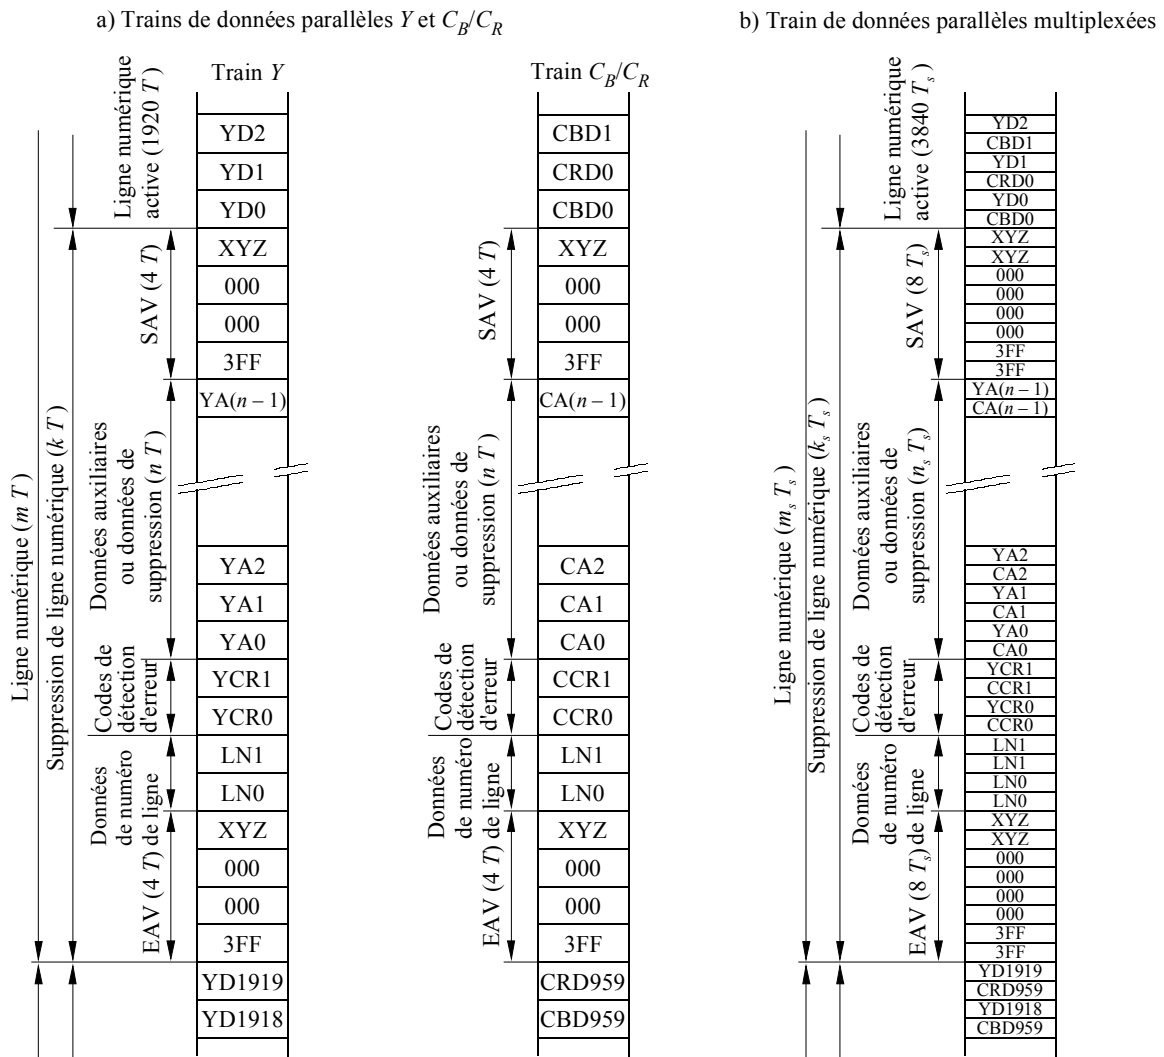 a) Trains de données parallèles Y et C_B/C_R
Ligne numérique (m T)
Suppression de ligne numérique (k T)
Ligne numérique
active (1920 T)
SAV (4 T)
Données auxiliaires
ou données de
suppression (n T)
Codes de
détection
d'erreur
Données
de numéro
de ligne
EAV (4 T)
Train Y
YD2
YD1
YD0
XYZ
000
000
3FF
YA(n – 1)
YA2
YA1
YA0
YCR1
YCR0
LN1
LN0
XYZ
000
000
3FF
YD1919
YD1918
SAV (4 T)
Données auxiliaires
ou données de
suppression (n T)
Codes de
détection
d'erreur
Données
de numéro
de ligne
EAV (4 T)
Train C_B/C_R
CBD1
CRD0
CBD0
XYZ
000
000
3FF
CA(n – 1)
CA2
CA1
CA0
CCR1
CCR0
LN1
LN0
XYZ
000
000
3FF
CRD959
CBD959
b) Train de données parallèles multiplexées
Ligne numérique (m_s T_s)
Suppression de ligne numérique (k_s T_s)
Ligne numérique
active (3840 T_s)
SAV (8 T_s)
Données auxiliaires
ou données de
suppression (n_s T_s)
Codes de
détection
d'erreur
Données
de numéro
de ligne
EAV (8 T_s)
YD2
CBD1
YD1
CRD0
YD0
CBD0
XYZ
XYZ
000
000
000
000
3FF
3FF
YA(n – 1)
CA(n – 1)
YA2
CA2
YA1
CA1
YA0
CA0
YCR1
CCR1
YCR0
CCR0
LN1
LN1
LN0
LN0
XYZ
XYZ
000
000
000
000
3FF
3FF
YD1919
CRD959
YD1918
CBD959